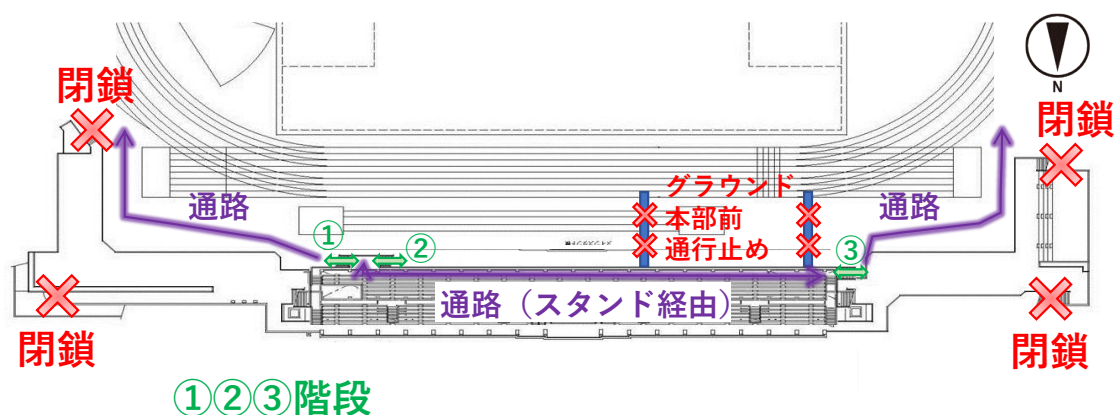 N
閉鎖
閉鎖
グラウンド
通路
本部前
通路
①
②
通行止め
③
通路（スタンド経由）
閉鎖
閉鎖
①②③階段